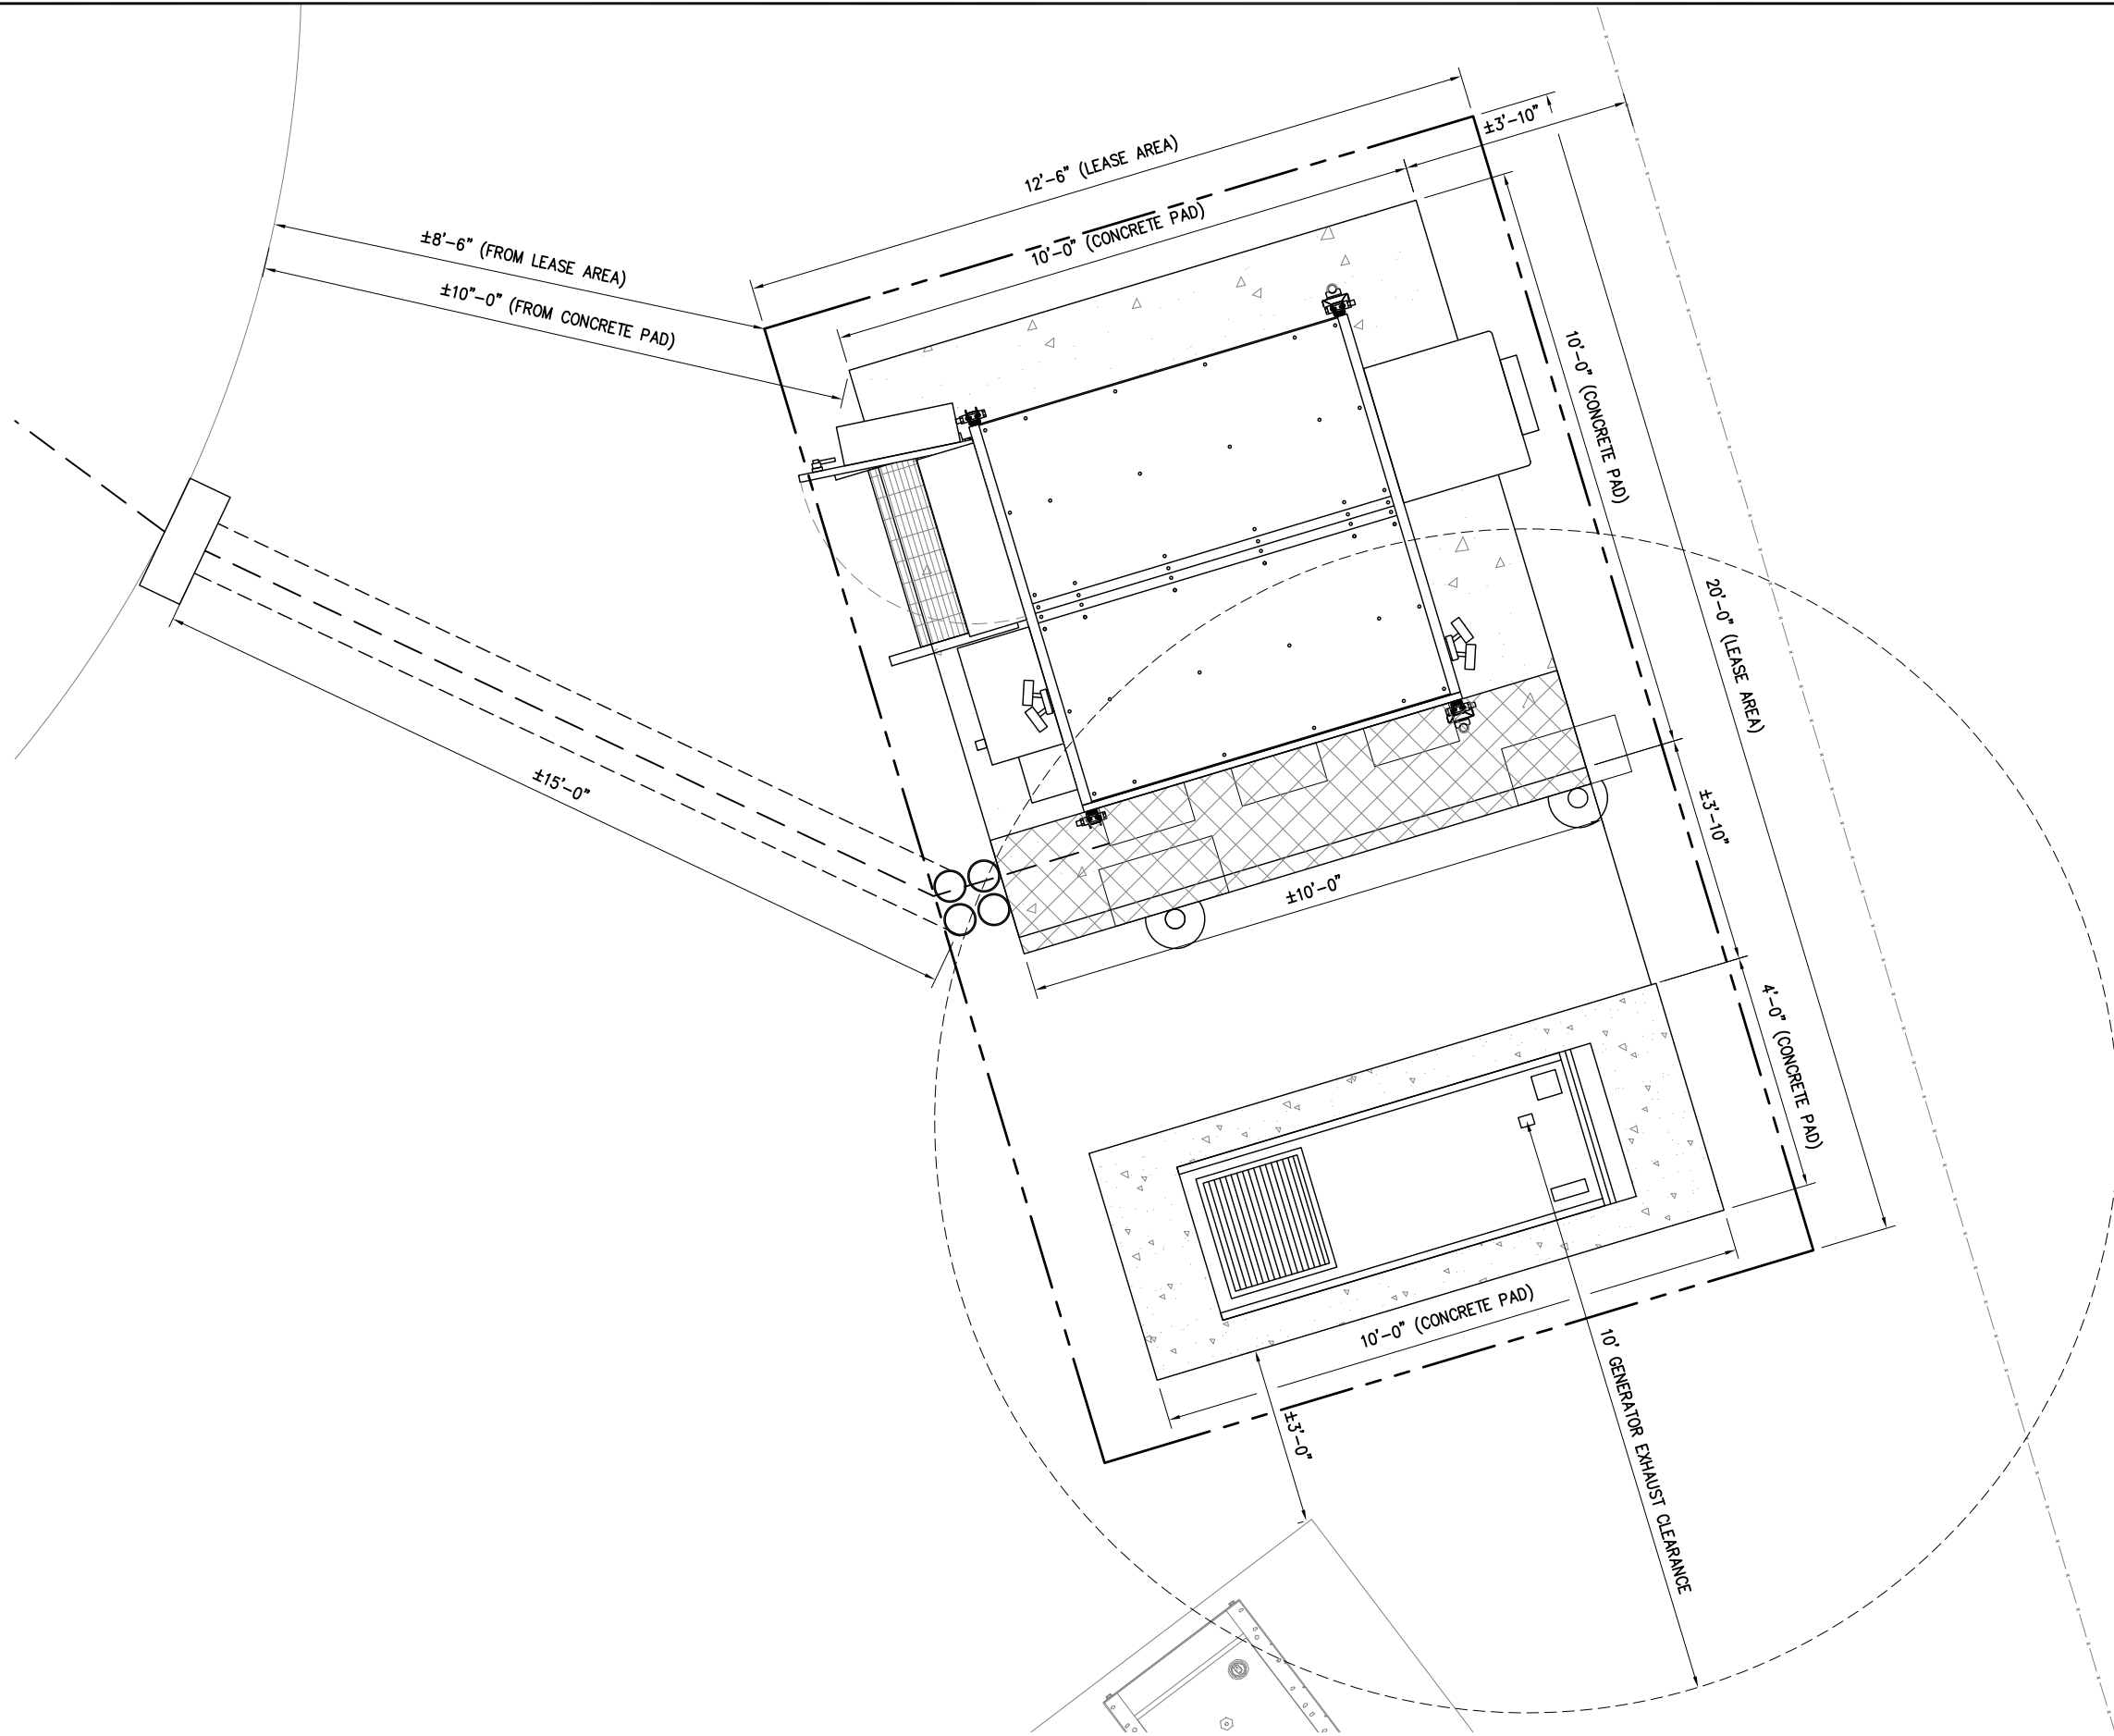 ±3'-10"
12'-6" (LEASE AREA)
10'-0" (CONCRETE PAD)
±8'-6" (FROM LEASE AREA)
±10"-0" (FROM CONCRETE PAD)
10'-0" (CONCRETE PAD)
20'-0" (LEASE AREA)
±15'-0"
±3'-10"
±10'-0"
4'-0" (CONCRETE PAD)
10'-0" (CONCRETE PAD)
±3'-0"
10' GENERATOR EXHAUST CLEARANCE